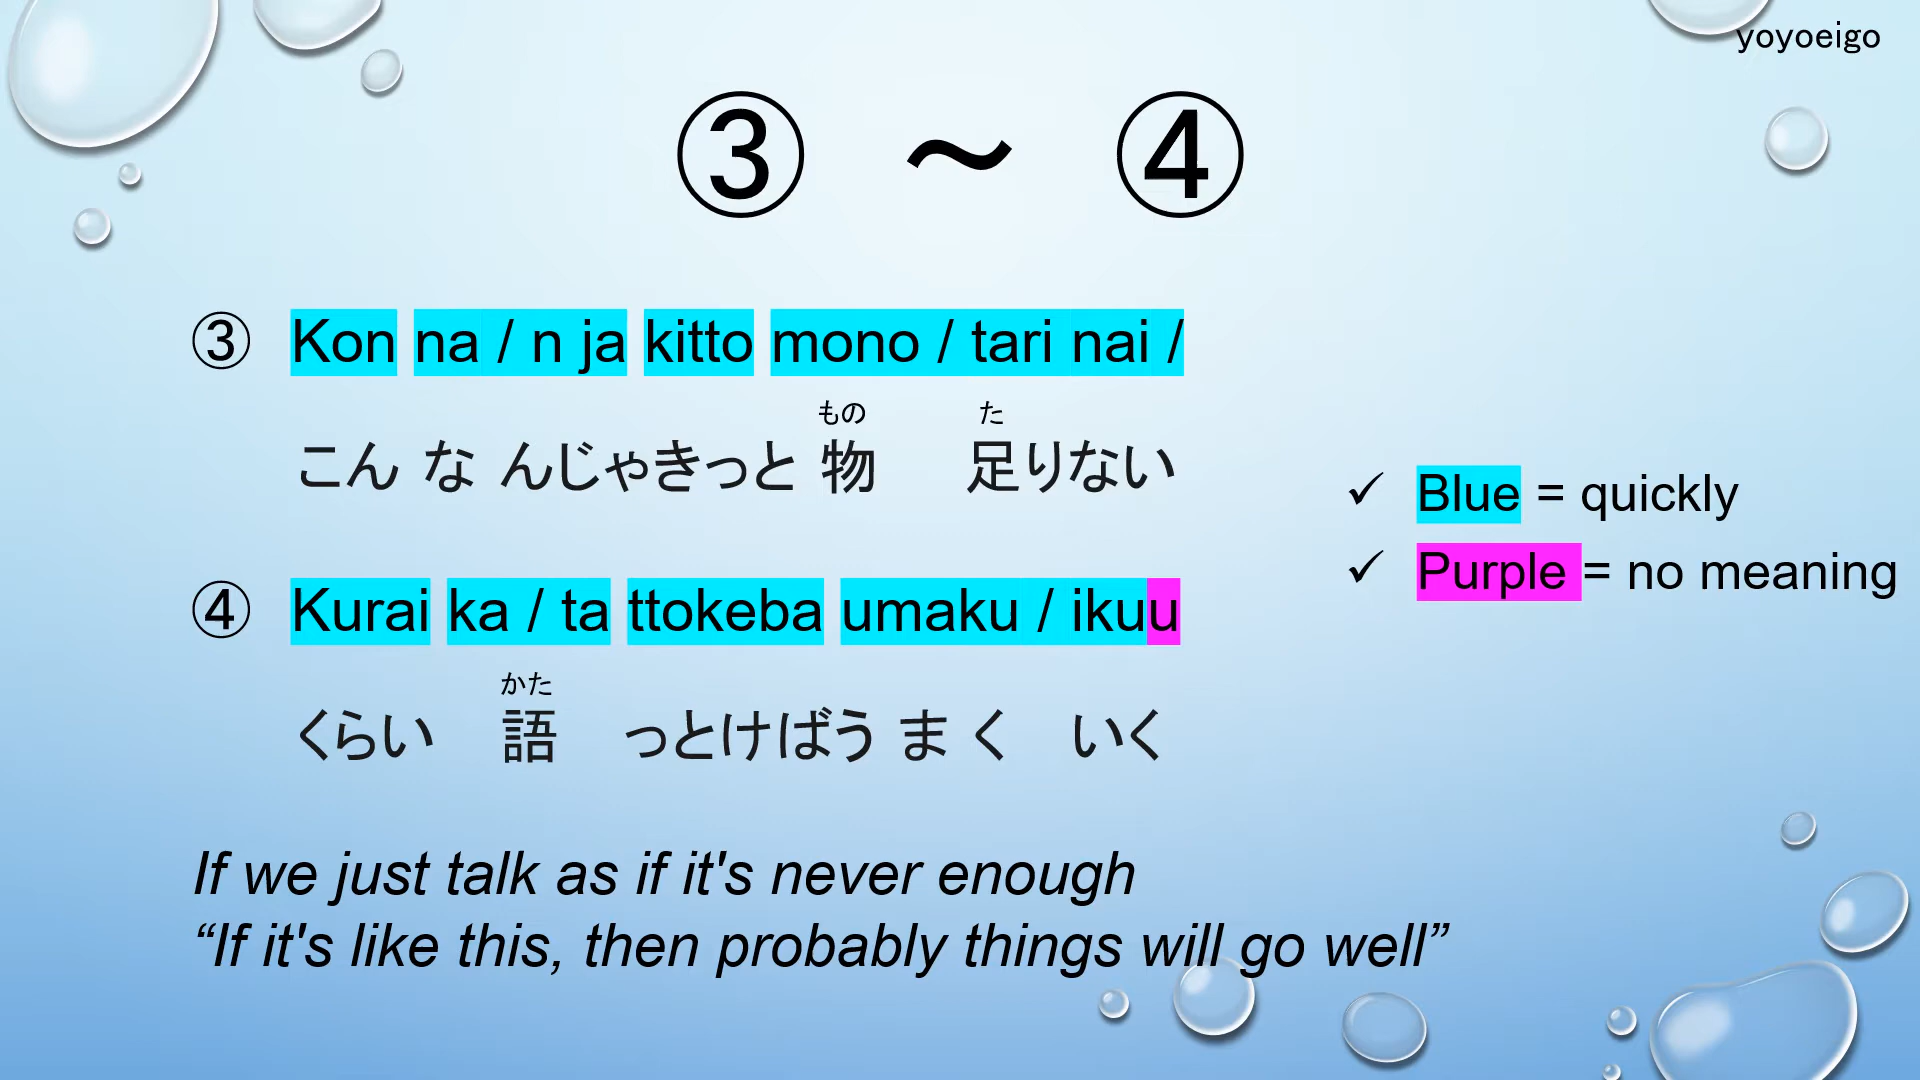 yoyoeigo
③ ～ ④
③ Kon na / n ja kitto mono / tari nai /
もの た
こん な んじゃきっと 物 足りない
✓ Blue = quickly
✓ Purple = no meaning
④ Kurai ka / ta ttokeba umaku / ikuu
かた
くらい 語 っとけばう ま く いく
If we just talk as if it's never enough
“If it's like this, then probably things will go well”